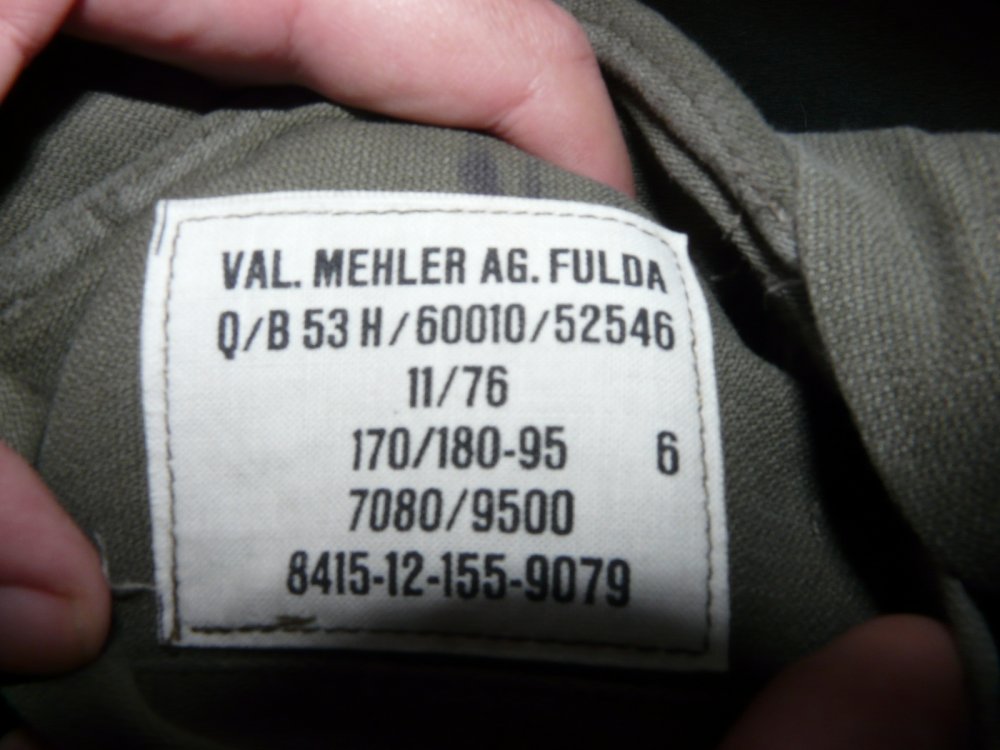 VAL. MEHLER AG. FULDA
Q/B 53 H/60010/52546
11/76
170/180-95 6
7080/9500
8415-12-155-9079